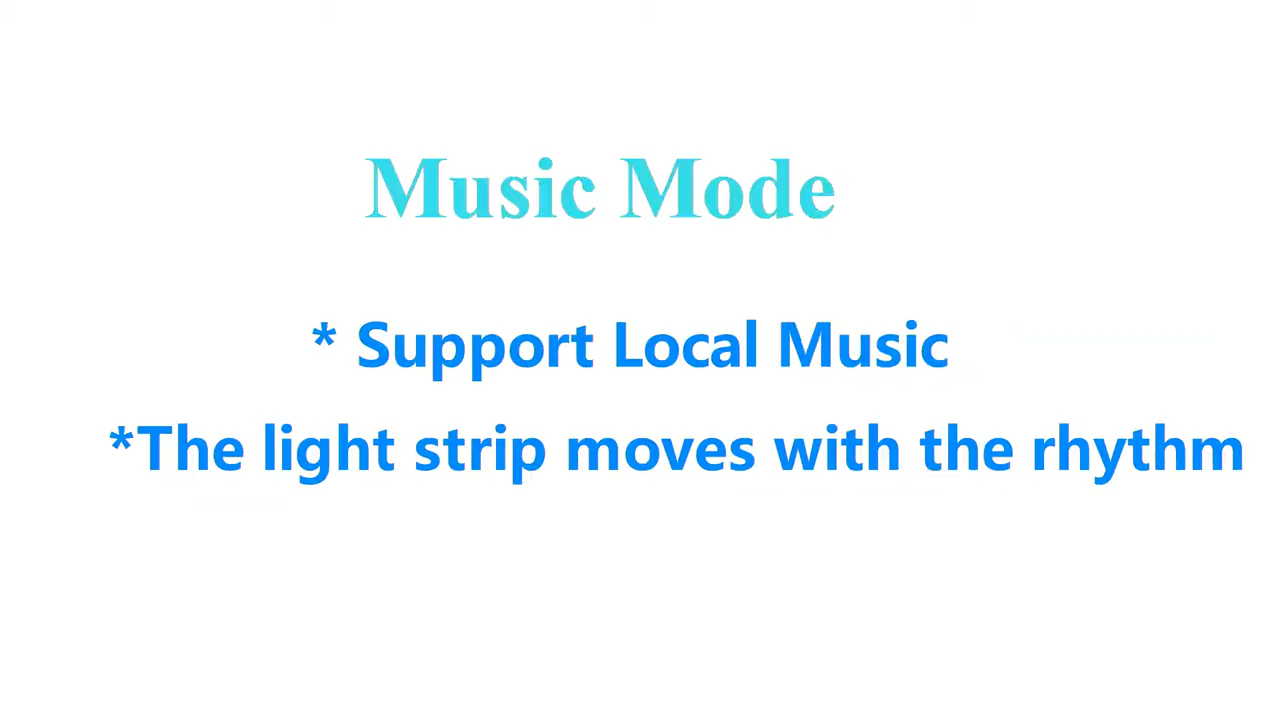 Music Mode
* Support Local Music
*The light strip moves with the rhythm